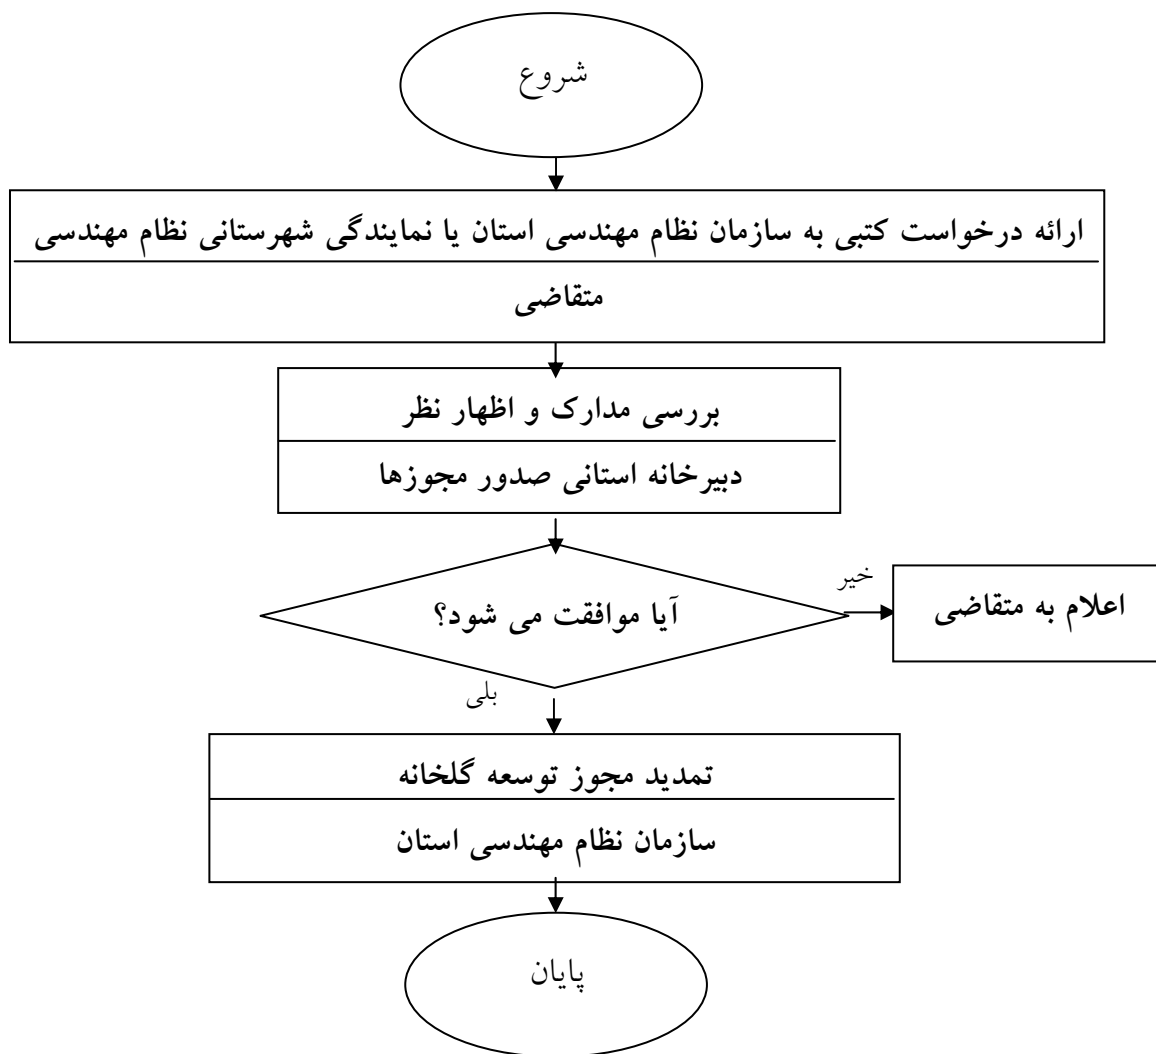 شروع
ارائه درخواست کتبی به سازمان نظام مهندسی استان یا نمایندگی شهرستانی نظام مهندسی
متقاضی
بررسی مدارک و اظهار نظر
دبیرخانه استانی صدور مجوزها
آیا موافقت می شود؟
خیر
اعلام به متقاضی
بلی
تمدید مجوز توسعه گلخانه
سازمان نظام مهندسی استان
پایان